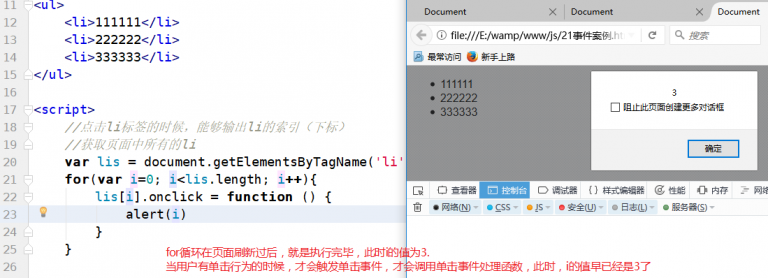 11 <ul>
12 <li>111111</li>
13 <li>222222</li>
14 <li>333333</li>
15 </ul>
16
17 <script>
18 //点击li标签的时候，能够输出li的索引（下标）
19 //获取页面中所有的li
20 var lis = document.getElementsByTagName('li'
21 for(var i=0; i<lis.length; i++){
22 lis[i].onclick = function () {
23 alert(i)
24 }
25 }
26
for循环在页面刷新过后，就是执行完毕，此时i的值为3.
当用户有单击行为的时候，才会触发单击事件，才会调用单击事件处理函数，此时，i的值早已经是3了
Document Document Document
file:///E:/wamp/www/js/21事件案例.ht 搜索
最常访问 新手上路
111111
222222
333333
3
阻止此页面创建更多对话框
确定
查看器 控制台 调试器 样式编辑器 性能 内存 网络
网络(N) CSS JS 安全(U) 日志(L) 服务器(S)